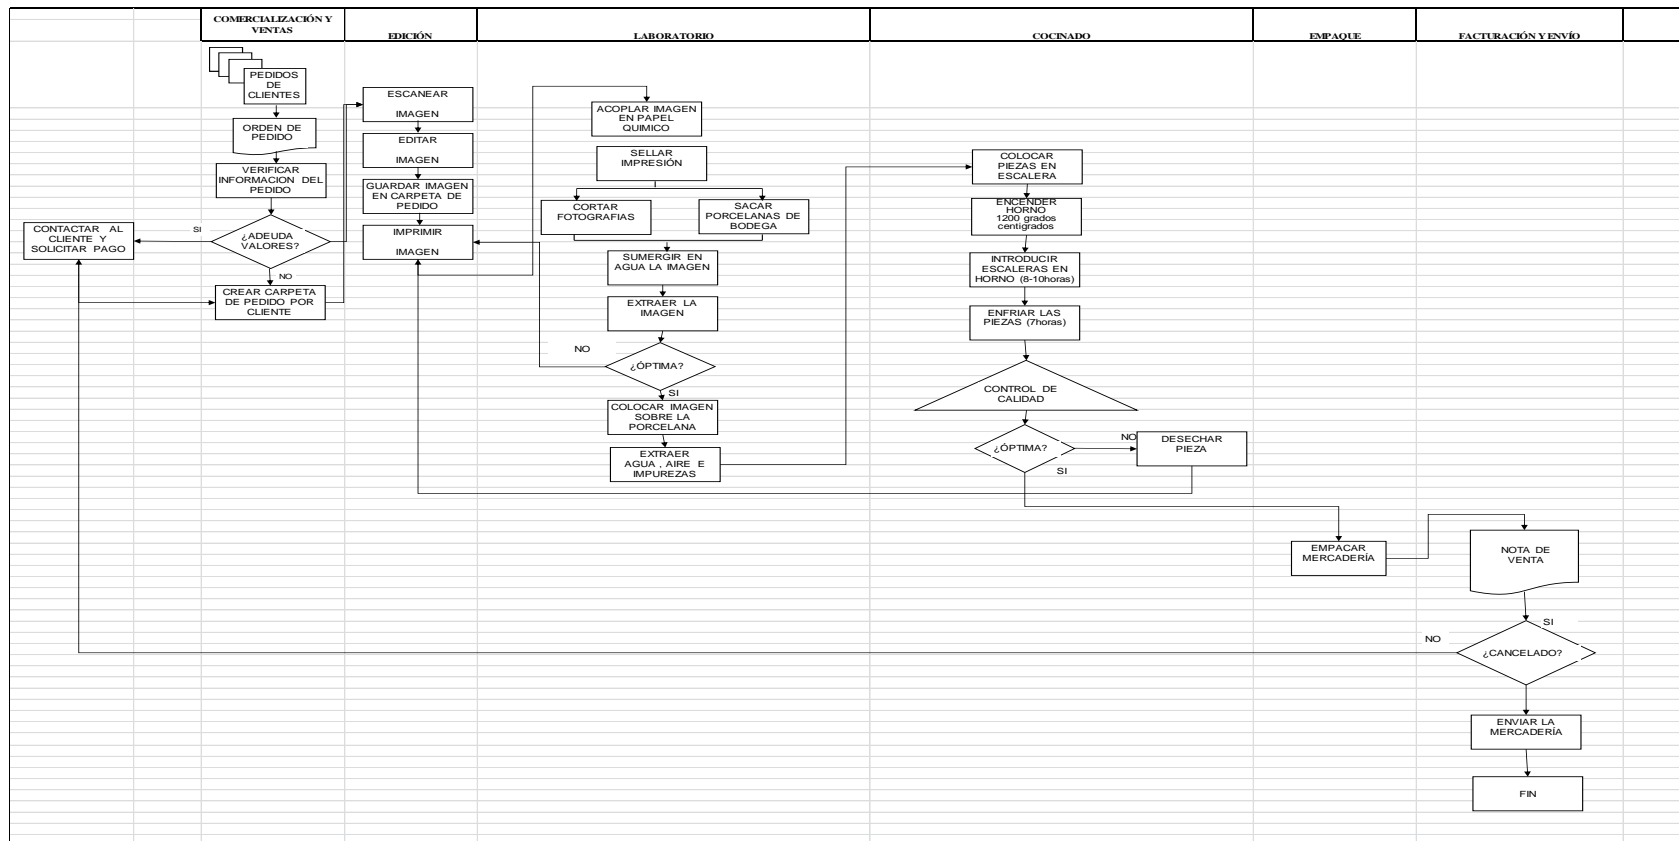 COMERCIALIZACIÓN Y
VENTAS
EDICIÓN
LABORATORIO
COCINADO
EMPAQUE
FACTURACIÓN Y ENVÍO
PEDIDOS
DE
CLIENTES
ORDEN DE
PEDIDO
VERIFICAR
INFORMACION DEL
PEDIDO
¿ADEUDA
VALORES?
SI
CONTACTAR AL
CLIENTE Y
SOLICITAR PAGO
NO
CREAR CARPETA
DE PEDIDO POR
CLIENTE
ESCANEAR
IMAGEN
EDITAR
IMAGEN
GUARDAR IMAGEN
EN CARPETA DE
PEDIDO
IMPRIMIR
IMAGEN
ACOPLAR IMAGEN
EN PAPEL
QUIMICO
SELLAR
IMPRESIÓN
CORTAR
FOTOGRAFIAS
SACAR
PORCELANAS DE
BODEGA
SUMERGIR EN
AGUA LA IMAGEN
EXTRAER LA
IMAGEN
NO
¿ÓPTIMA?
SI
COLOCAR IMAGEN
SOBRE LA
PORCELANA
EXTRAER
AGUA , AIRE E
IMPUREZAS
COLOCAR
PIEZAS EN
ESCALERA
ENCENDER
HORNO
1200 grados
centigrados
INTRODUCIR
ESCALERAS EN
HORNO (8-10horas)
ENFRIAR LAS
PIEZAS (7horas)
CONTROL DE
CALIDAD
¿ÓPTIMA?
NO
SI
DESECHAR
PIEZA
EMPACAR
MERCADERÍA
NOTA DE
VENTA
SI
NO
¿CANCELADO?
ENVIAR LA
MERCADERÍA
FIN